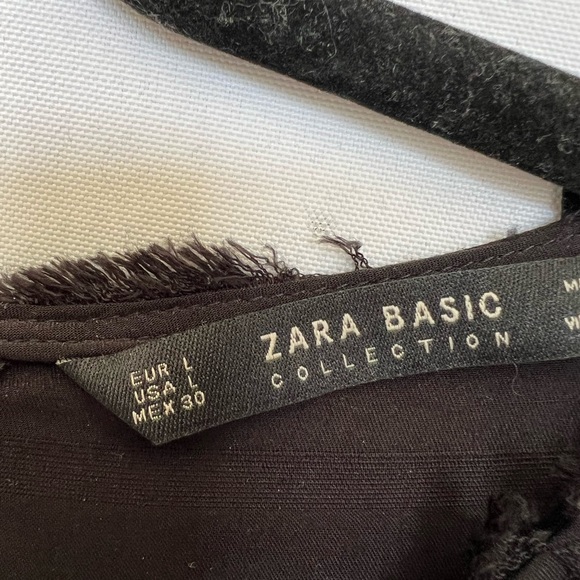 EUR L
USA L
MEX 30
ZARA BASIC
COLLECTION